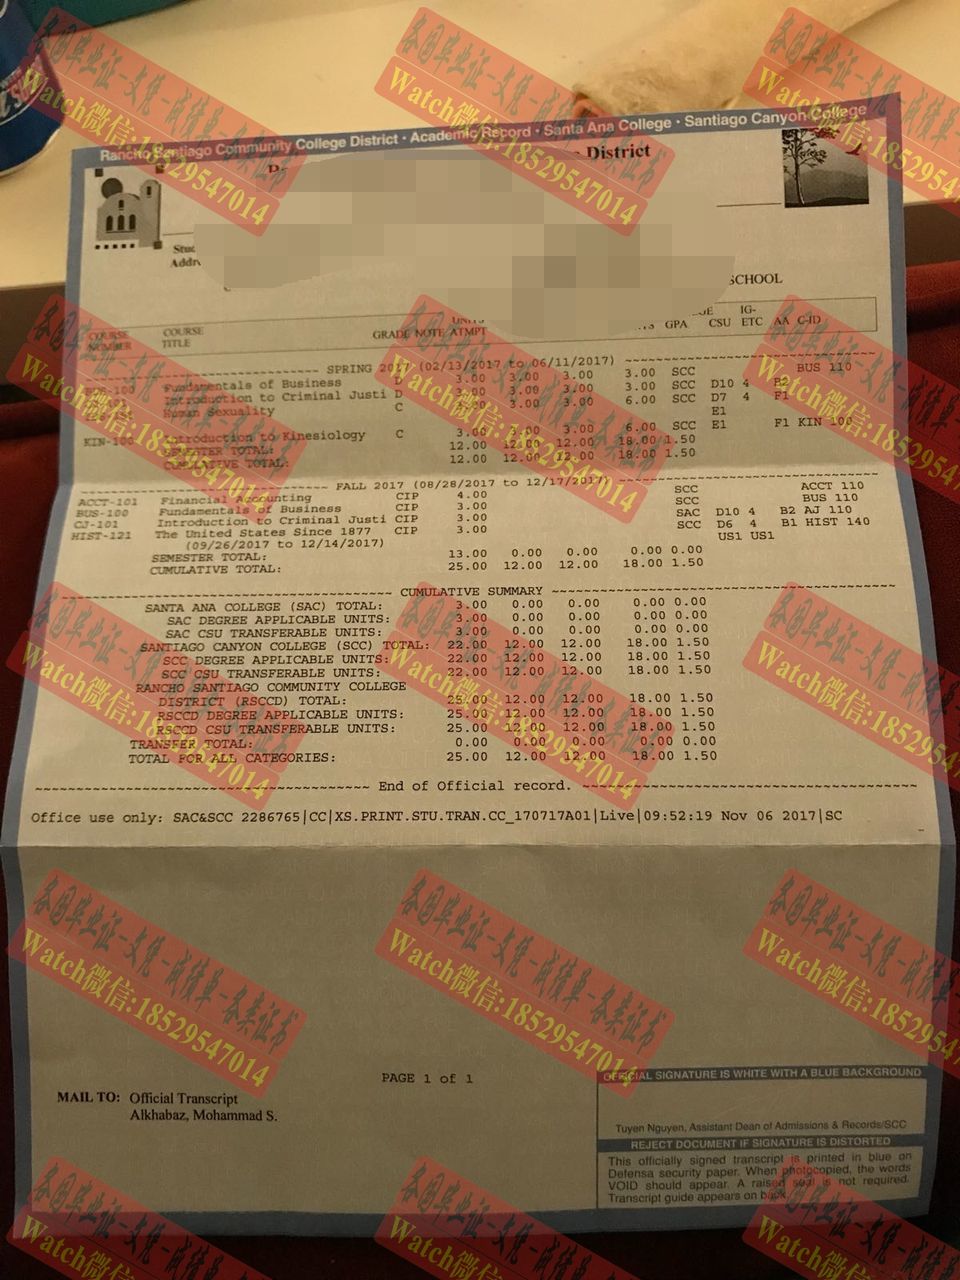 Rancho Santiago Community College District • Academic Record • Santa Ana College • Santiago Canyon College
District
SCHOOL
COURSE NUMBER COURSE TITLE GRADE NOTE ATMPT GPA CSU IG-ETC AA C-ID
SPRING 2017 (02/13/2017 to 06/11/2017)
BUS-100 Fundamentals of Business D 3.00 3.00 3.00 3.00 SCC BUS 110
Introduction to Criminal Justi D 3.00 3.00 3.00 3.00 SCC D10 4 B2
Human Sexuality C 3.00 3.00 3.00 6.00 SCC D7 4 F1
E1
KIN-100 Introduction to Kinesiology C 3.00 3.00 3.00 6.00 SCC E1 F1 KIN 100
SEMESTER TOTAL: 12.00 12.00 12.00 18.00 1.50
CUMULATIVE TOTAL: 12.00 12.00 12.00 18.00 1.50
FALL 2017 (08/28/2017 to 12/17/2017)
ACCT-101 Financial Accounting CIP 4.00 SCC ACCT 110
BUS-100 Fundamentals of Business CIP 3.00 SCC BUS 110
CJ-101 Introduction to Criminal Justi CIP 3.00 SAC D10 4 B2 AJ 110
HIST-121 The United States Since 1877 CIP 3.00 SCC D6 4 B1 HIST 140
(09/26/2017 to 12/14/2017) US1 US1
SEMESTER TOTAL: 13.00 0.00 0.00 0.00 0.00
CUMULATIVE TOTAL: 25.00 12.00 12.00 18.00 1.50
CUMULATIVE SUMMARY
SANTA ANA COLLEGE (SAC) TOTAL: 3.00 0.00 0.00 0.00 0.00
SAC DEGREE APPLICABLE UNITS: 3.00 0.00 0.00 0.00 0.00
SAC CSU TRANSFERABLE UNITS: 3.00 0.00 0.00 0.00 0.00
SANTIAGO CANYON COLLEGE (SCC) TOTAL: 22.00 12.00 12.00 18.00 1.50
SCC DEGREE APPLICABLE UNITS: 22.00 12.00 12.00 18.00 1.50
SCC CSU TRANSFERABLE UNITS: 22.00 12.00 12.00 18.00 1.50
RANCHO SANTIAGO COMMUNITY COLLEGE
DISTRICT (RSCCD) TOTAL: 25.00 12.00 12.00 18.00 1.50
RSCCD DEGREE APPLICABLE UNITS: 25.00 12.00 12.00 18.00 1.50
RSCCD CSU TRANSFERABLE UNITS: 25.00 12.00 12.00 18.00 1.50
TRANSFER TOTAL: 0.00 0.00 0.00 0.00 0.00
TOTAL FOR ALL CATEGORIES: 25.00 12.00 12.00 18.00 1.50
End of Official record.
Office use only: SAC&SCC 2286765|CC|XS.PRINT.STU.TRAN.CC_170717A01|Live|09:52:19 Nov 06 2017|SC
PAGE 1 of 1
MAIL TO: Official Transcript
Alkhabaz, Mohammad S.
OFFICIAL SIGNATURE IS WHITE WITH A BLUE BACKGROUND
Tuyen Nguyen, Assistant Dean of Admissions & Records/SCC
REJECT DOCUMENT IF SIGNATURE IS DISTORTED
This officially signed transcript is printed in blue on
Defensa security paper. When photocopied, the words
VOID should appear. A raised seal is not required.
Transcript guide appears on back.
各国毕业证-文凭-成绩单-各类证书
Watch微信:18529547014